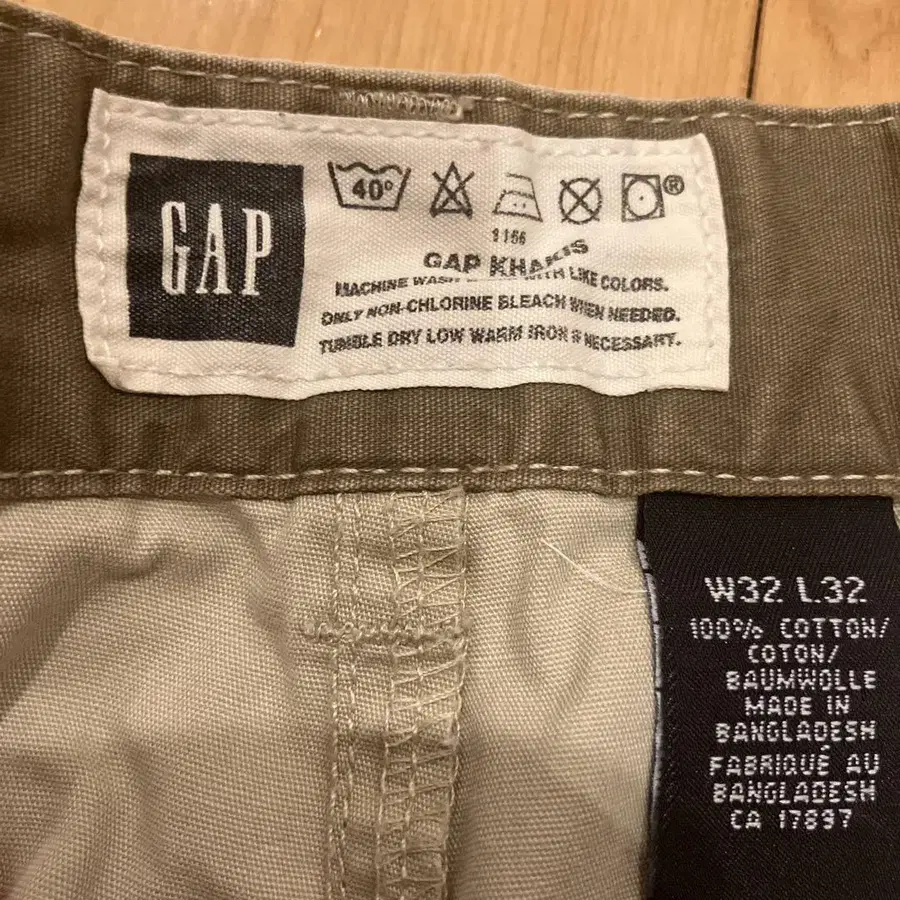 GAP
40°
®
1166
GAP KHAKIS
MACHINE WASH WITH LIKE COLORS.
ONLY NON-CHLORINE BLEACH WHEN NEEDED.
TUMBLE DRY LOW WARM IRON IF NECESSARY.
W32 L32
100% COTTON/
COTON/
BAUMWOLLE
MADE IN
BANGLADESH
FABRIQUÉ AU
BANGLADESH
CA 17897